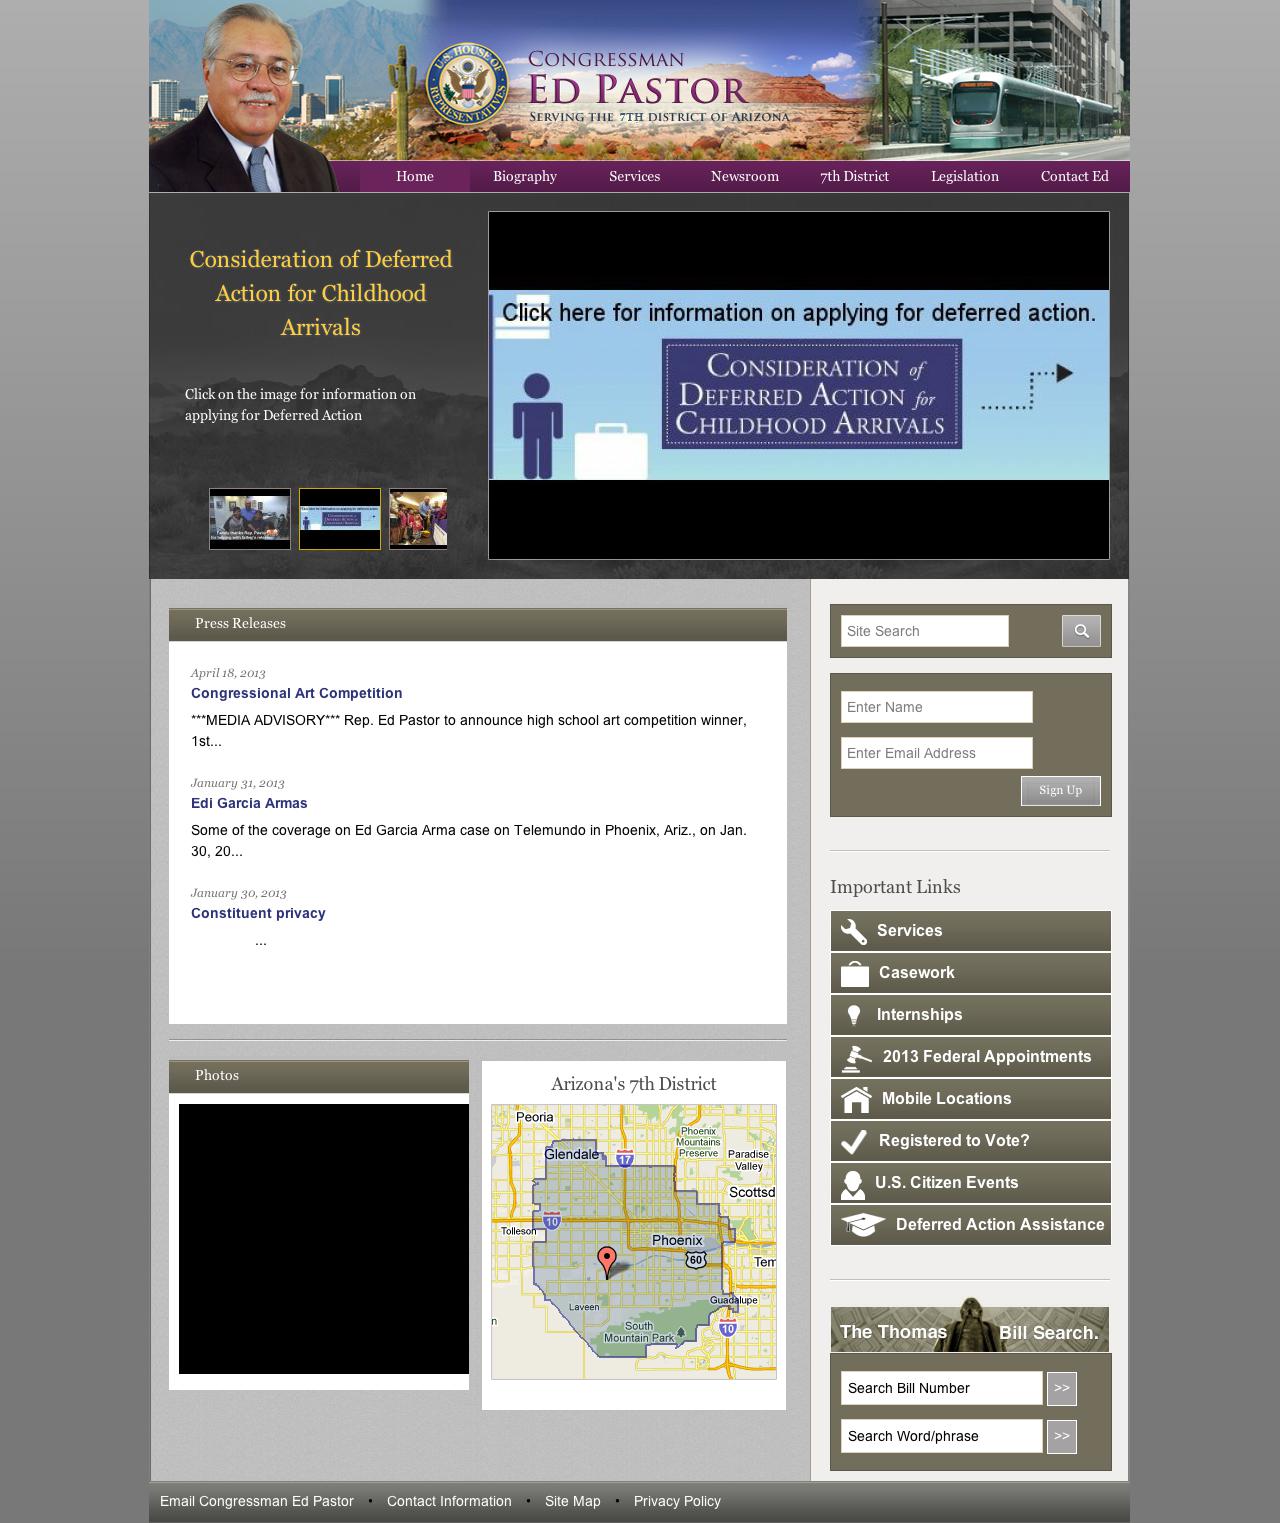 CONGRESSMAN
ED PASTOR
SERVING THE 7TH DISTRICT OF ARIZONA
U.S. HOUSE OF REPRESENTATIVES
Home Biography Services Newsroom 7th District Legislation Contact Ed
Consideration of Deferred
Action for Childhood
Arrivals
Click on the image for information on
applying for Deferred Action
Click here for information on applying for deferred action.
CONSIDERATION of
DEFERRED ACTION for
CHILDHOOD ARRIVALS
Press Releases
April 18, 2013
Congressional Art Competition
***MEDIA ADVISORY*** Rep. Ed Pastor to announce high school art competition winner,
1st...
January 31, 2013
Edi Garcia Armas
Some of the coverage on Ed Garcia Arma case on Telemundo in Phoenix, Ariz., on Jan.
30, 20...
January 30, 2013
Constituent privacy
...
Photos
Arizona's 7th District
Peoria
Phoenix
Mountains
Preserve
Glendale
17
Paradise
Valley
Scottsd
10
Tolleson
Phoenix
60
Tem
Laveen
Guadalupe
n
South
Mountain Park
10
Site Search
Enter Name
Enter Email Address
Sign Up
Important Links
Services
Casework
Internships
2013 Federal Appointments
Mobile Locations
Registered to Vote?
U.S. Citizen Events
Deferred Action Assistance
The Thomas Bill Search.
Search Bill Number >>
Search Word/phrase >>
Email Congressman Ed Pastor • Contact Information • Site Map • Privacy Policy